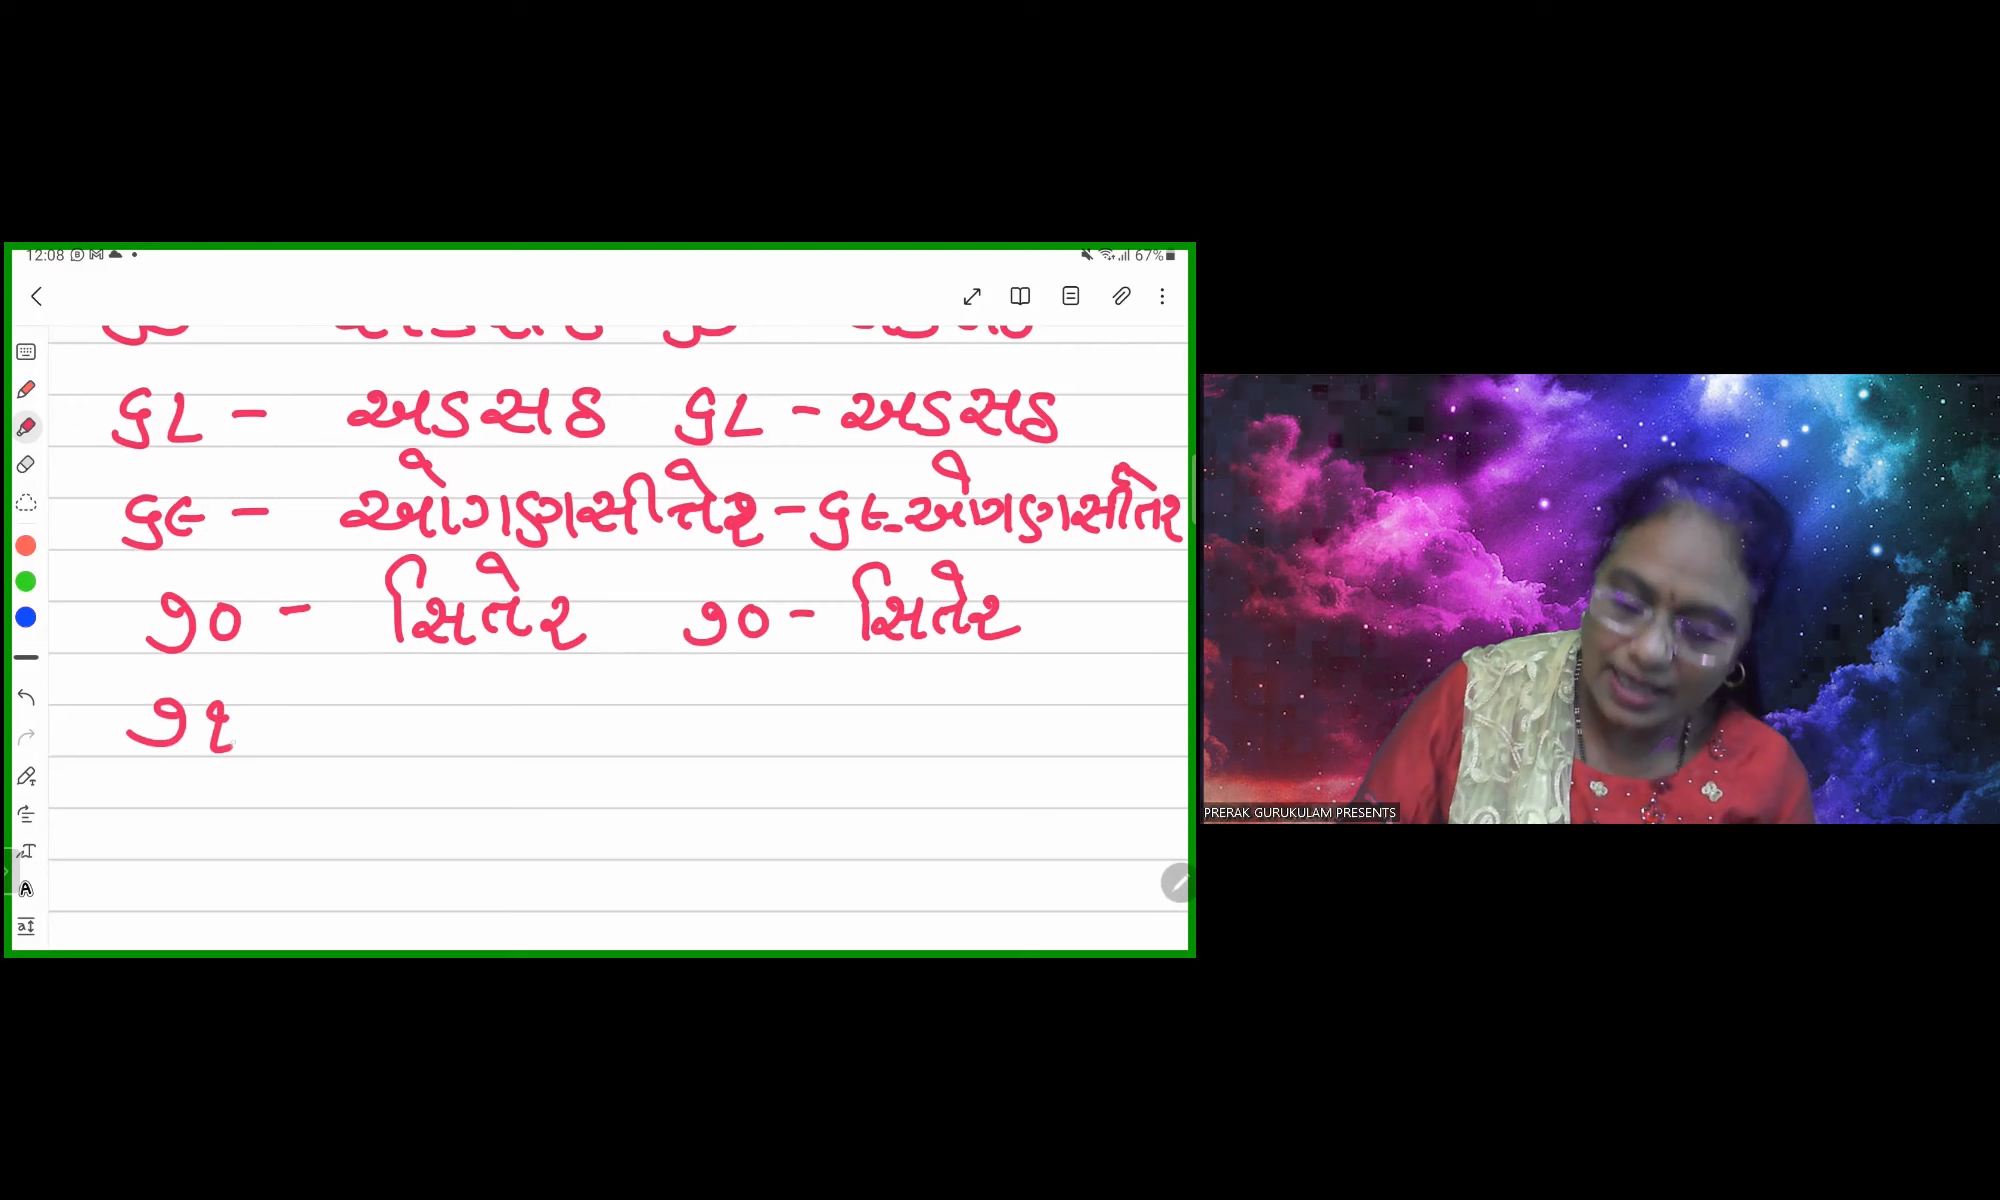 12:08
67%
૬૮ - અડસઠ ૬૮ - અડસઠ
૬૯ - ઓગણસીત્તેર - ૬૯ - ઓગણસીતેર
૭૦ - સિતેર ૭૦ - સિતેર
૭૧
PRERAK GURUKULAM PRESENTS